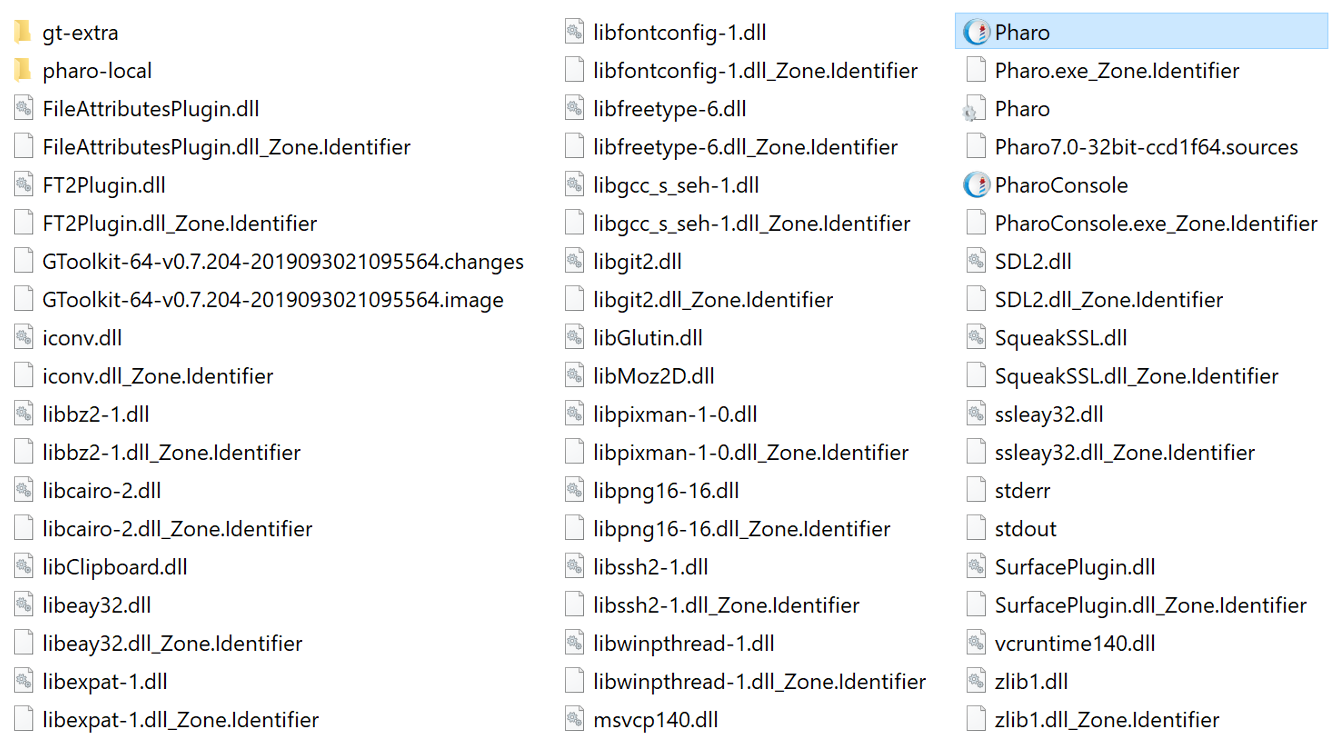 gt-extra
pharo-local
FileAttributesPlugin.dll
FileAttributesPlugin.dll_Zone.Identifier
FT2Plugin.dll
FT2Plugin.dll_Zone.Identifier
GToolkit-64-v0.7.204-2019093021095564.changes
GToolkit-64-v0.7.204-2019093021095564.image
iconv.dll
iconv.dll_Zone.Identifier
libbz2-1.dll
libbz2-1.dll_Zone.Identifier
libcairo-2.dll
libcairo-2.dll_Zone.Identifier
libClipboard.dll
libeay32.dll
libeay32.dll_Zone.Identifier
libexpat-1.dll
libexpat-1.dll_Zone.Identifier
libfontconfig-1.dll
libfontconfig-1.dll_Zone.Identifier
libfreetype-6.dll
libfreetype-6.dll_Zone.Identifier
libgcc_s_seh-1.dll
libgcc_s_seh-1.dll_Zone.Identifier
libgit2.dll
libgit2.dll_Zone.Identifier
libGlutin.dll
libMoz2D.dll
libpixman-1-0.dll
libpixman-1-0.dll_Zone.Identifier
libpng16-16.dll
libpng16-16.dll_Zone.Identifier
libssh2-1.dll
libssh2-1.dll_Zone.Identifier
libwinpthread-1.dll
libwinpthread-1.dll_Zone.Identifier
msvcp140.dll
Pharo
Pharo.exe_Zone.Identifier
Pharo
Pharo7.0-32bit-ccd1f64.sources
PharoConsole
PharoConsole.exe_Zone.Identifier
SDL2.dll
SDL2.dll_Zone.Identifier
SqueakSSL.dll
SqueakSSL.dll_Zone.Identifier
ssleay32.dll
ssleay32.dll_Zone.Identifier
stderr
stdout
SurfacePlugin.dll
SurfacePlugin.dll_Zone.Identifier
vcruntime140.dll
zlib1.dll
zlib1.dll_Zone.Identifier